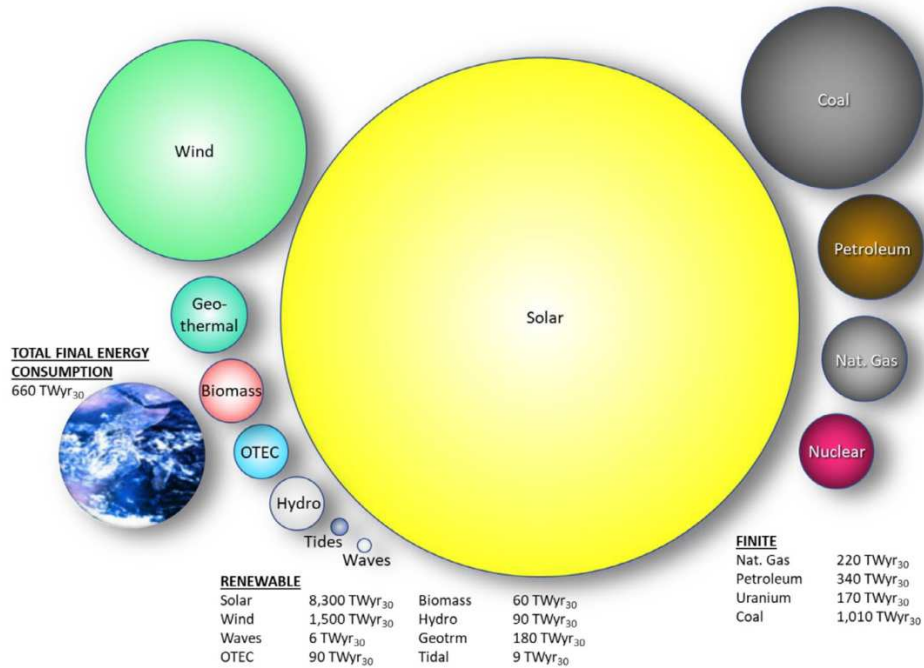 Wind
Coal
Petroleum
Solar
Geo-
thermal
TOTAL FINAL ENERGY
CONSUMPTION
660 TWyr₃₀
Biomass
Nat. Gas
OTEC
Nuclear
Hydro
Tides
Waves
RENEWABLE
Solar 8,300 TWyr₃₀ Biomass 60 TWyr₃₀
Wind 1,500 TWyr₃₀ Hydro 90 TWyr₃₀
Waves 6 TWyr₃₀ Geotrm 180 TWyr₃₀
OTEC 90 TWyr₃₀ Tidal 9 TWyr₃₀
FINITE
Nat. Gas 220 TWyr₃₀
Petroleum 340 TWyr₃₀
Uranium 170 TWyr₃₀
Coal 1,010 TWyr₃₀